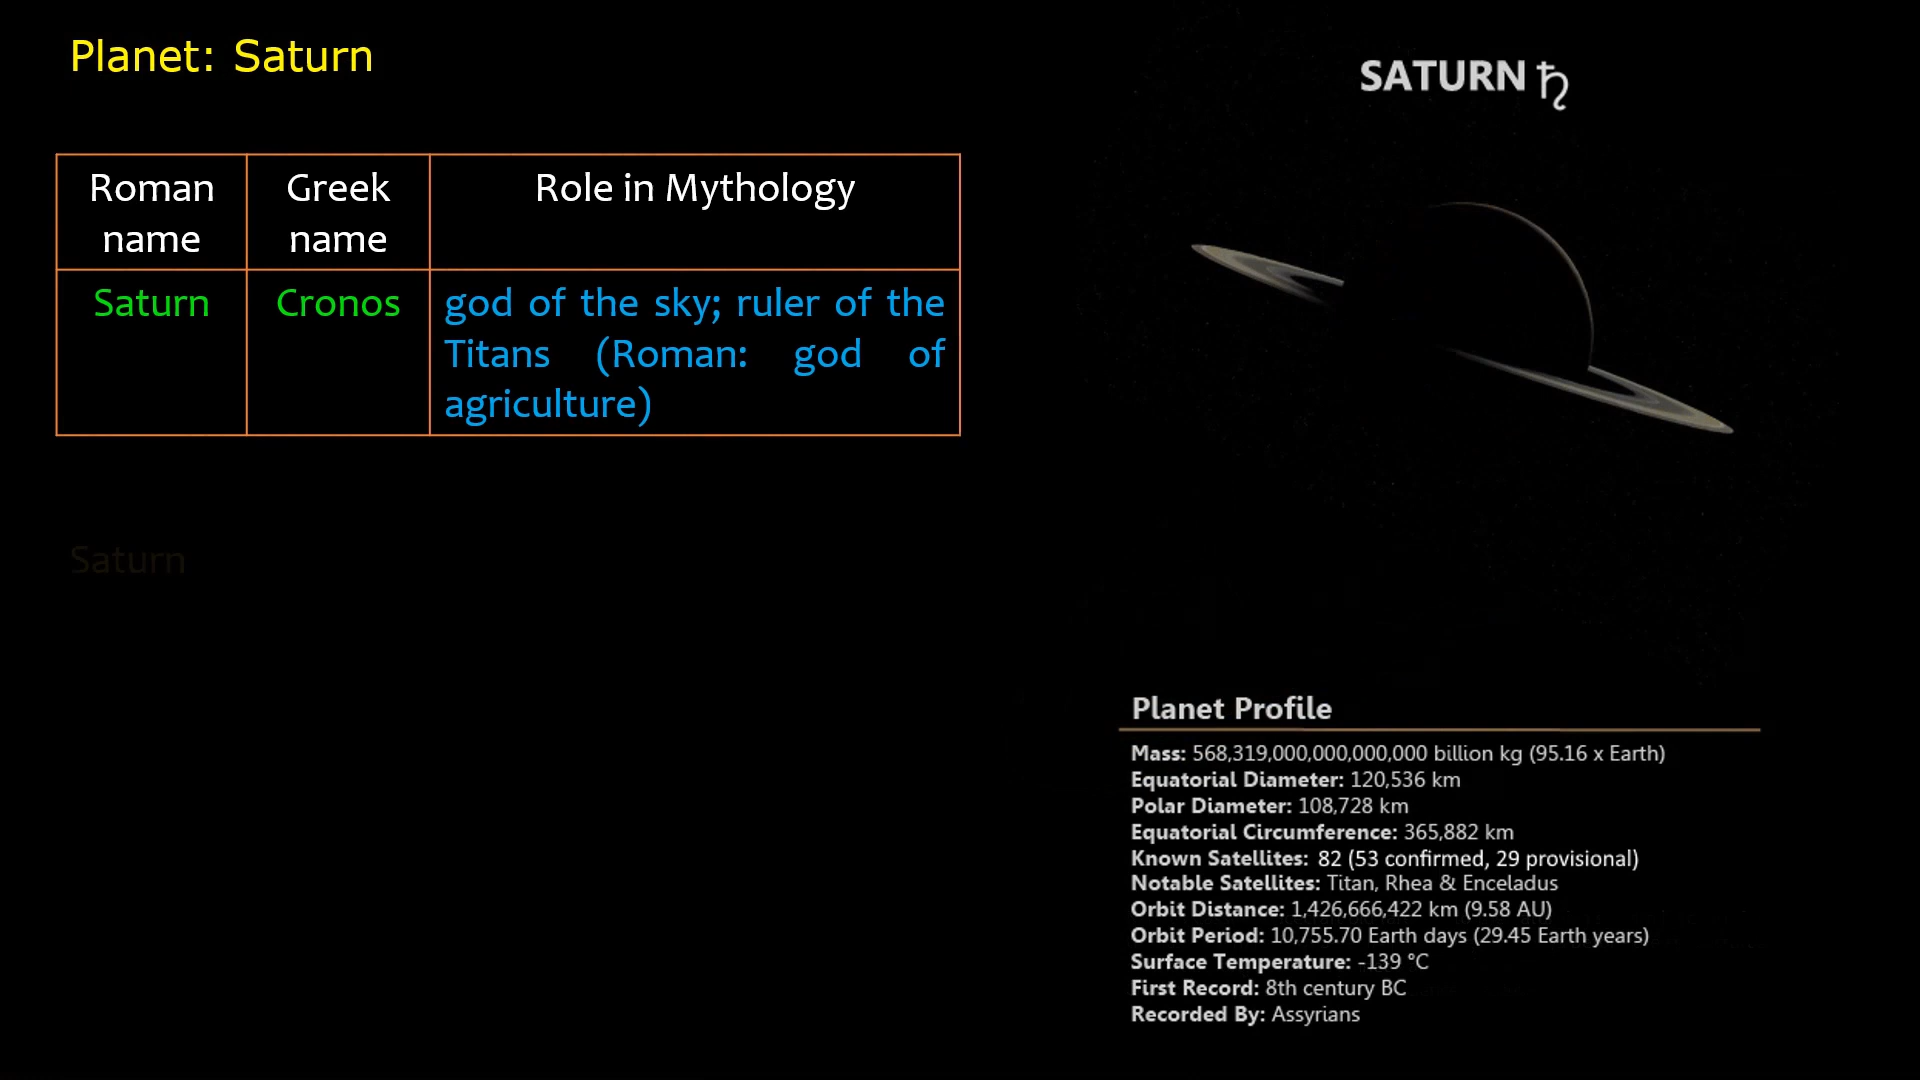 Planet: Saturn
SATURN ♄
Roman name
Greek name
Role in Mythology
Saturn
Cronos
god of the sky; ruler of the
Titans (Roman: god of
agriculture)
Saturn
Planet Profile
Mass: 568,319,000,000,000,000 billion kg (95.16 x Earth)
Equatorial Diameter: 120,536 km
Polar Diameter: 108,728 km
Equatorial Circumference: 365,882 km
Known Satellites: 82 (53 confirmed, 29 provisional)
Notable Satellites: Titan, Rhea & Enceladus
Orbit Distance: 1,426,666,422 km (9.58 AU)
Orbit Period: 10,755.70 Earth days (29.45 Earth years)
Surface Temperature: -139 °C
First Record: 8th century BC
Recorded By: Assyrians